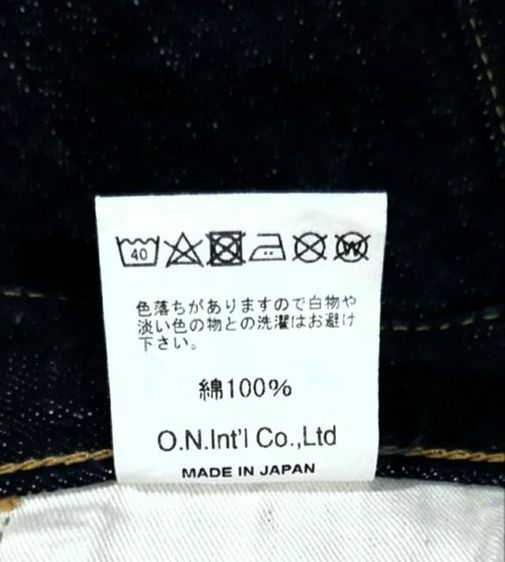 40
W
色落ちがありますので白物や
淡い色の物との洗濯はお避け
下さい。
綿100%
O.N.Int'l Co.,Ltd
MADE IN JAPAN